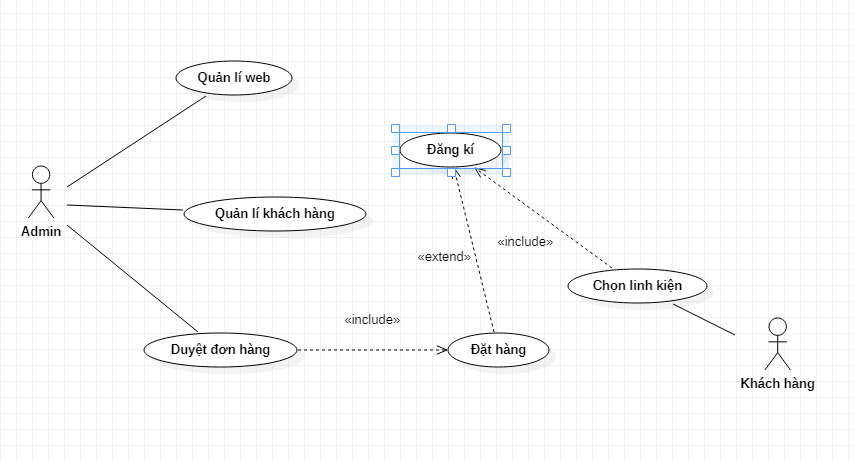 Quản lí web
Đăng kí
Admin
Quản lí khách hàng
«extend»
«include»
Chọn linh kiện
«include»
Duyệt đơn hàng
Đặt hàng
Khách hàng